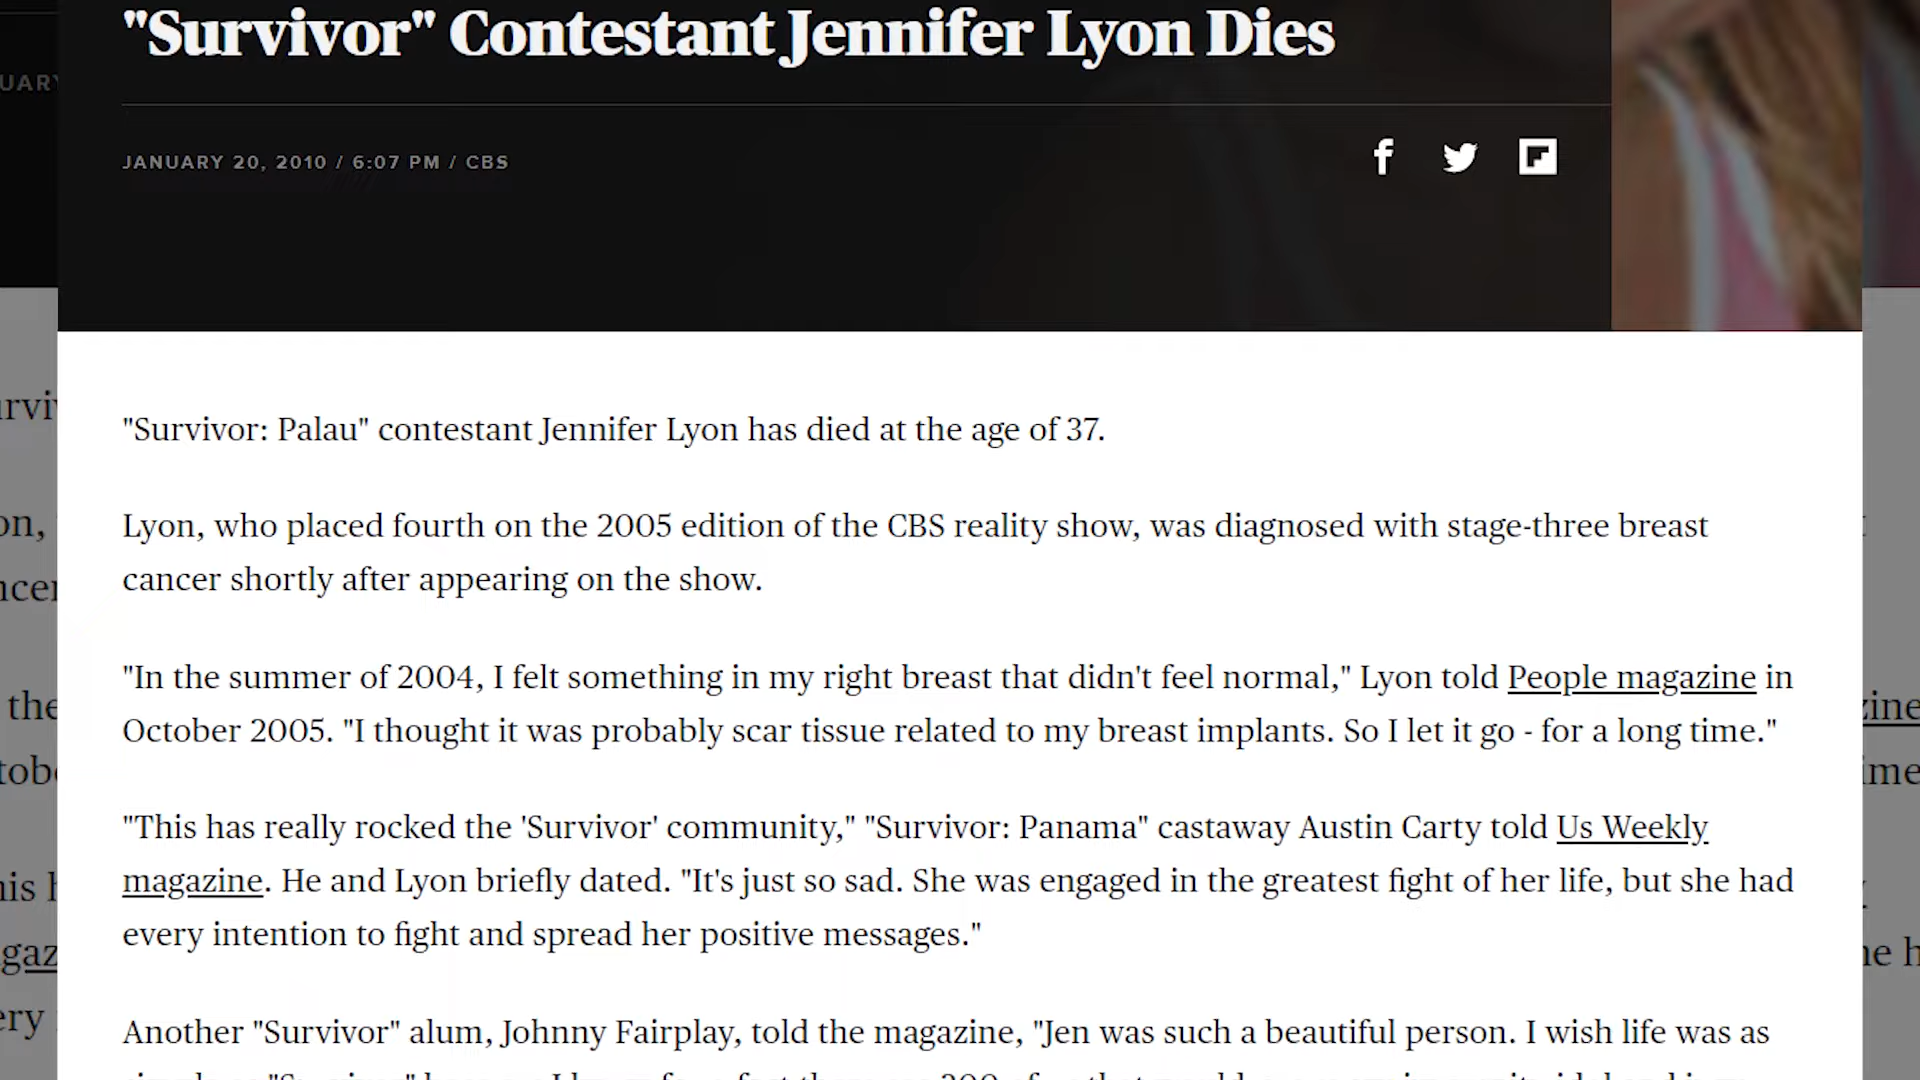 "Survivor" Contestant Jennifer Lyon Dies
JANUARY 20, 2010 / 6:07 PM / CBS
"Survivor: Palau" contestant Jennifer Lyon has died at the age of 37.
Lyon, who placed fourth on the 2005 edition of the CBS reality show, was diagnosed with stage-three breast
cancer shortly after appearing on the show.
"In the summer of 2004, I felt something in my right breast that didn't feel normal," Lyon told People magazine in
October 2005. "I thought it was probably scar tissue related to my breast implants. So I let it go - for a long time."
"This has really rocked the 'Survivor' community," "Survivor: Panama" castaway Austin Carty told Us Weekly
magazine. He and Lyon briefly dated. "It's just so sad. She was engaged in the greatest fight of her life, but she had
every intention to fight and spread her positive messages."
Another "Survivor" alum, Johnny Fairplay, told the magazine, "Jen was such a beautiful person. I wish life was as